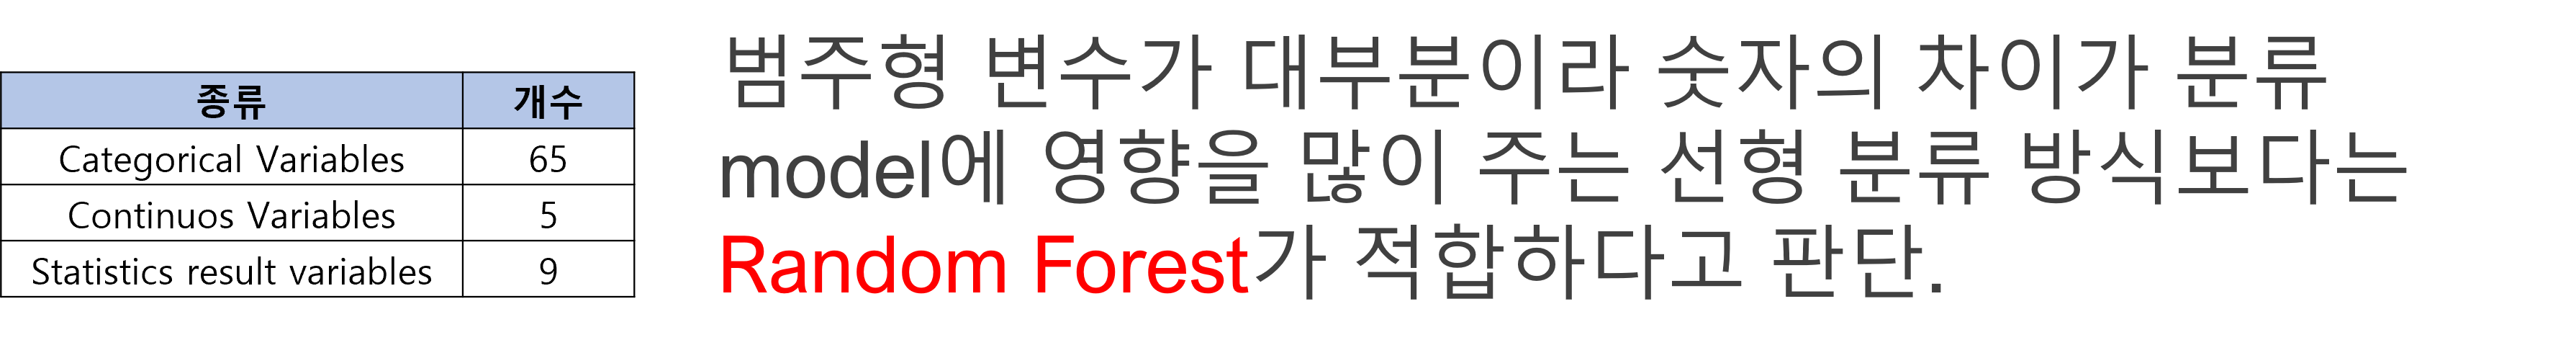 종류 개수
Categorical Variables 65
Continuos Variables 5
Statistics result variables 9
범주형 변수가 대부분이라 숫자의 차이가 분류
model에 영향을 많이 주는 선형 분류 방식보다는
Random Forest가 적합하다고 판단.